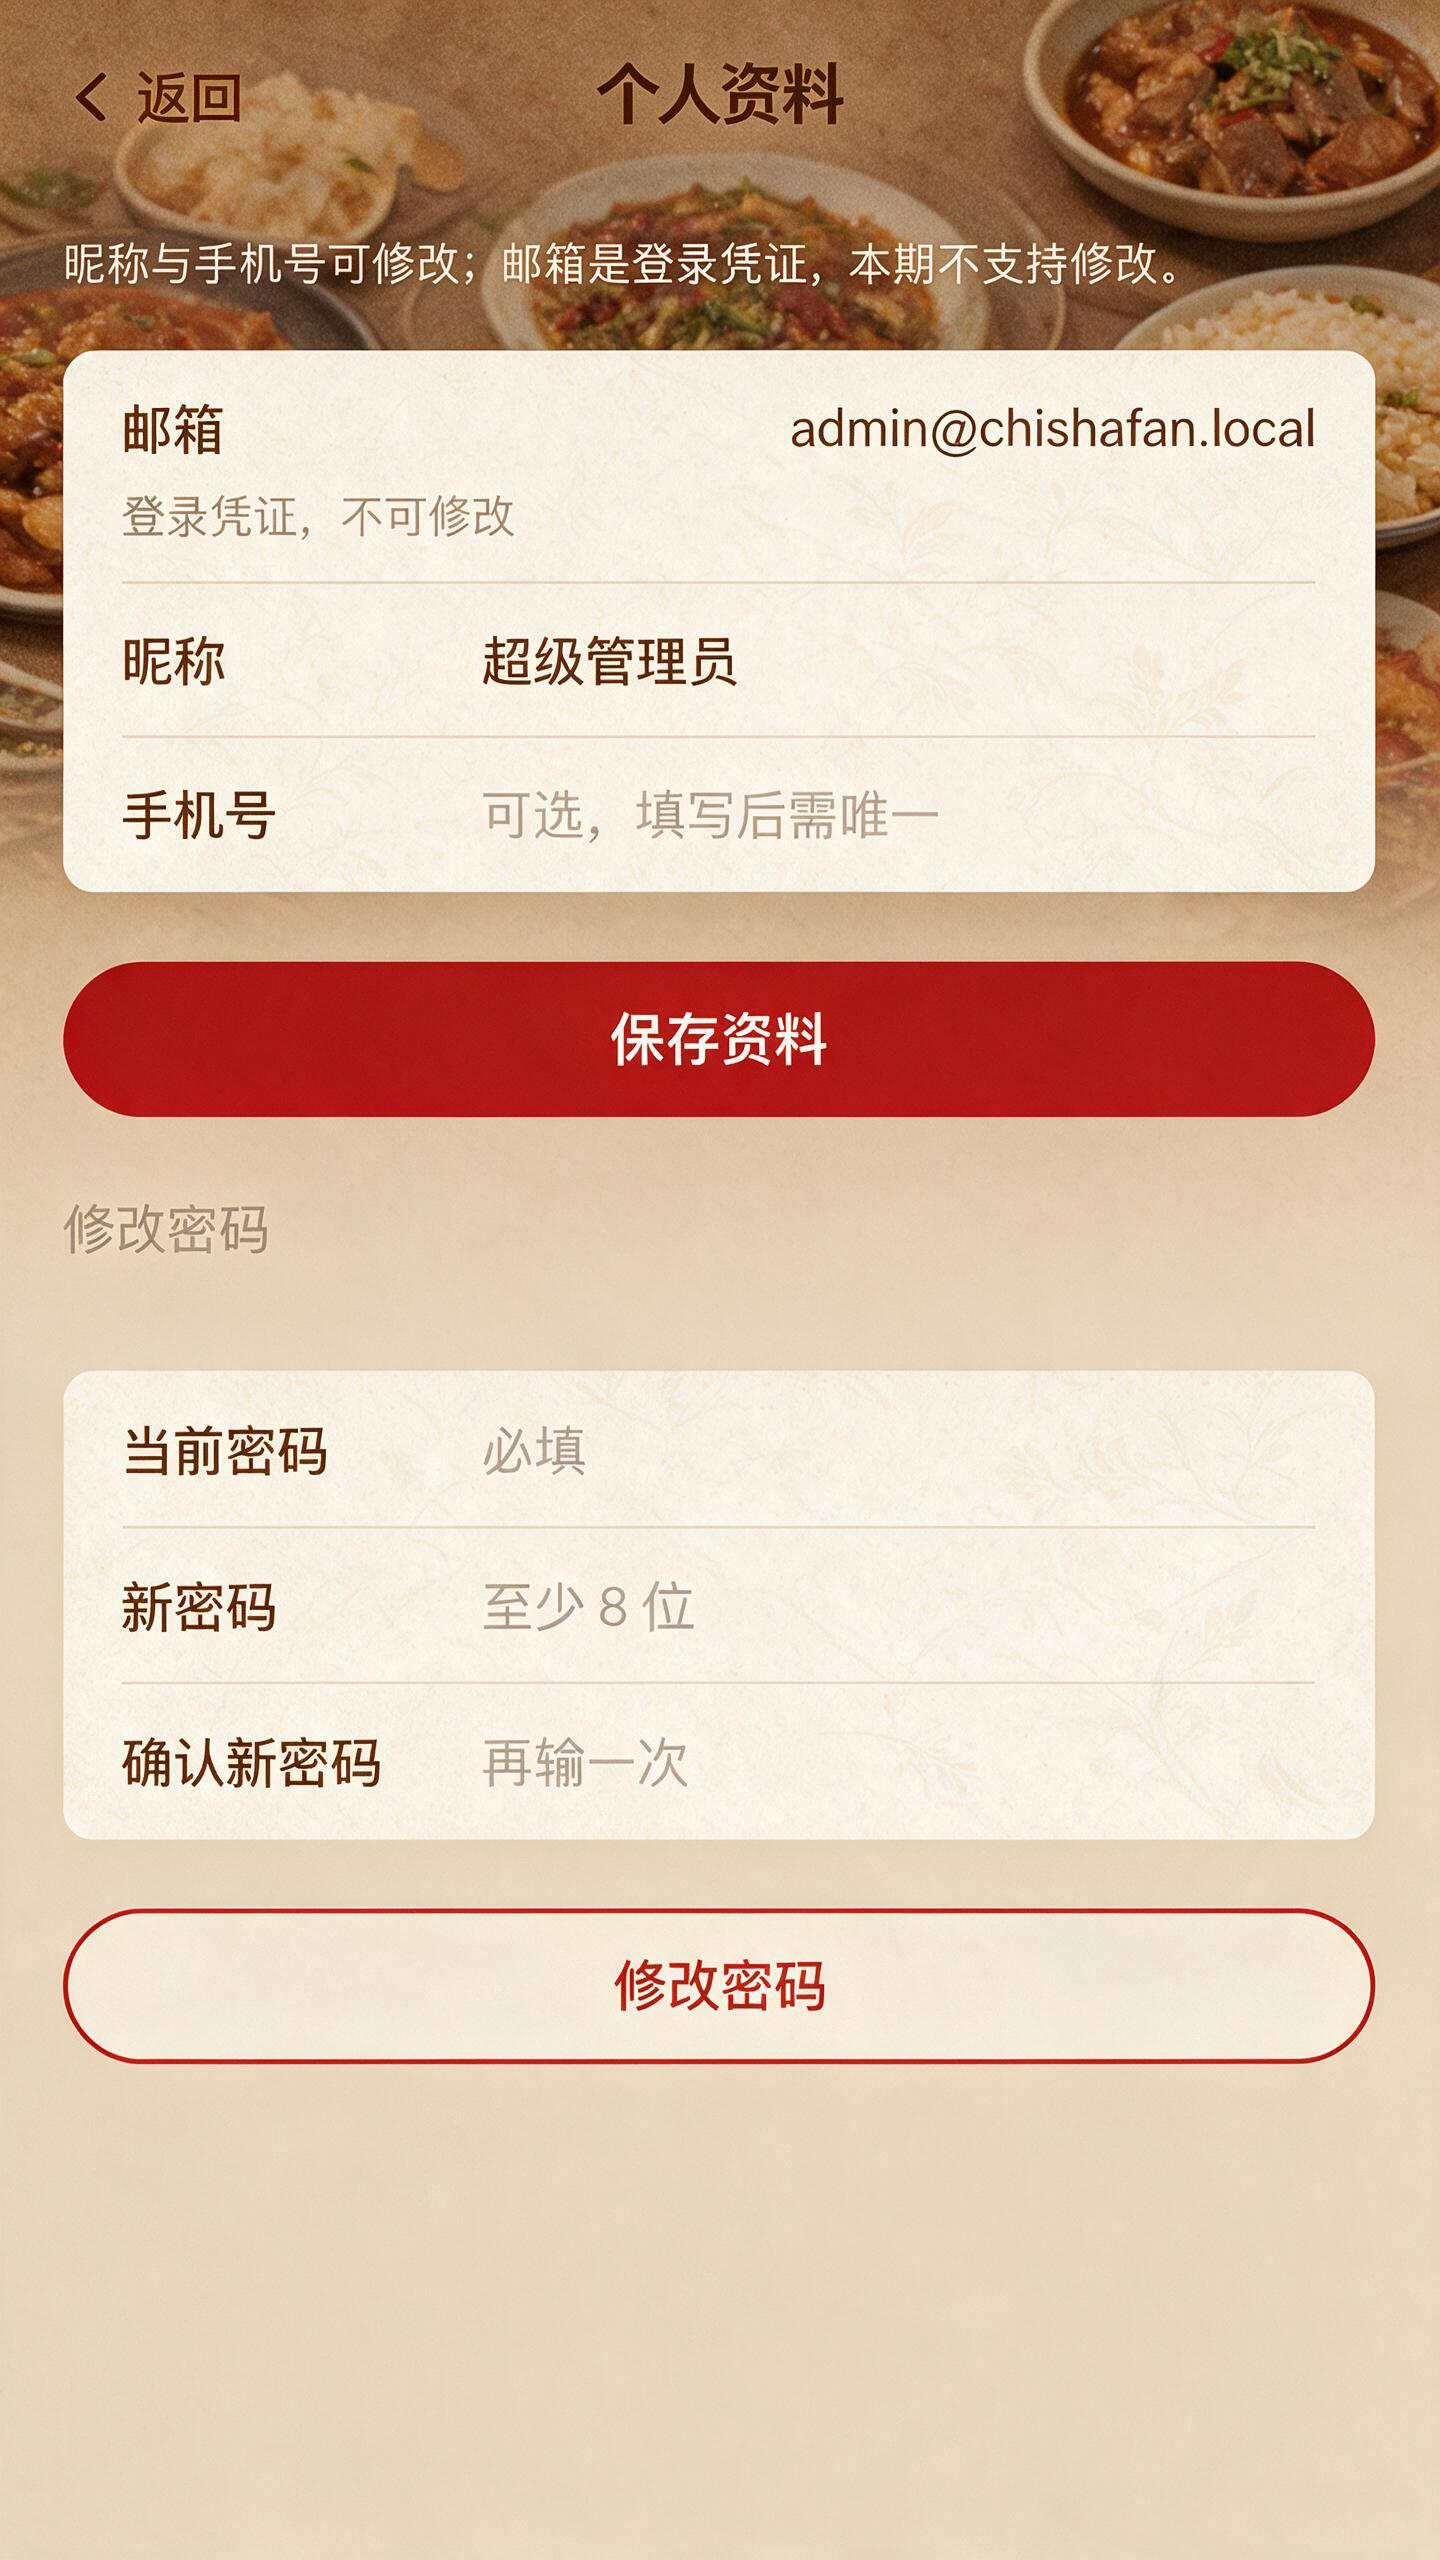 返回
个人资料
昵称与手机号可修改；邮箱是登录凭证，本期不支持修改。
邮箱 admin@chishafan.local
登录凭证，不可修改
昵称 超级管理员
手机号 可选，填写后需唯一
保存资料
修改密码
当前密码 必填
新密码 至少 8 位
确认新密码 再输一次
修改密码